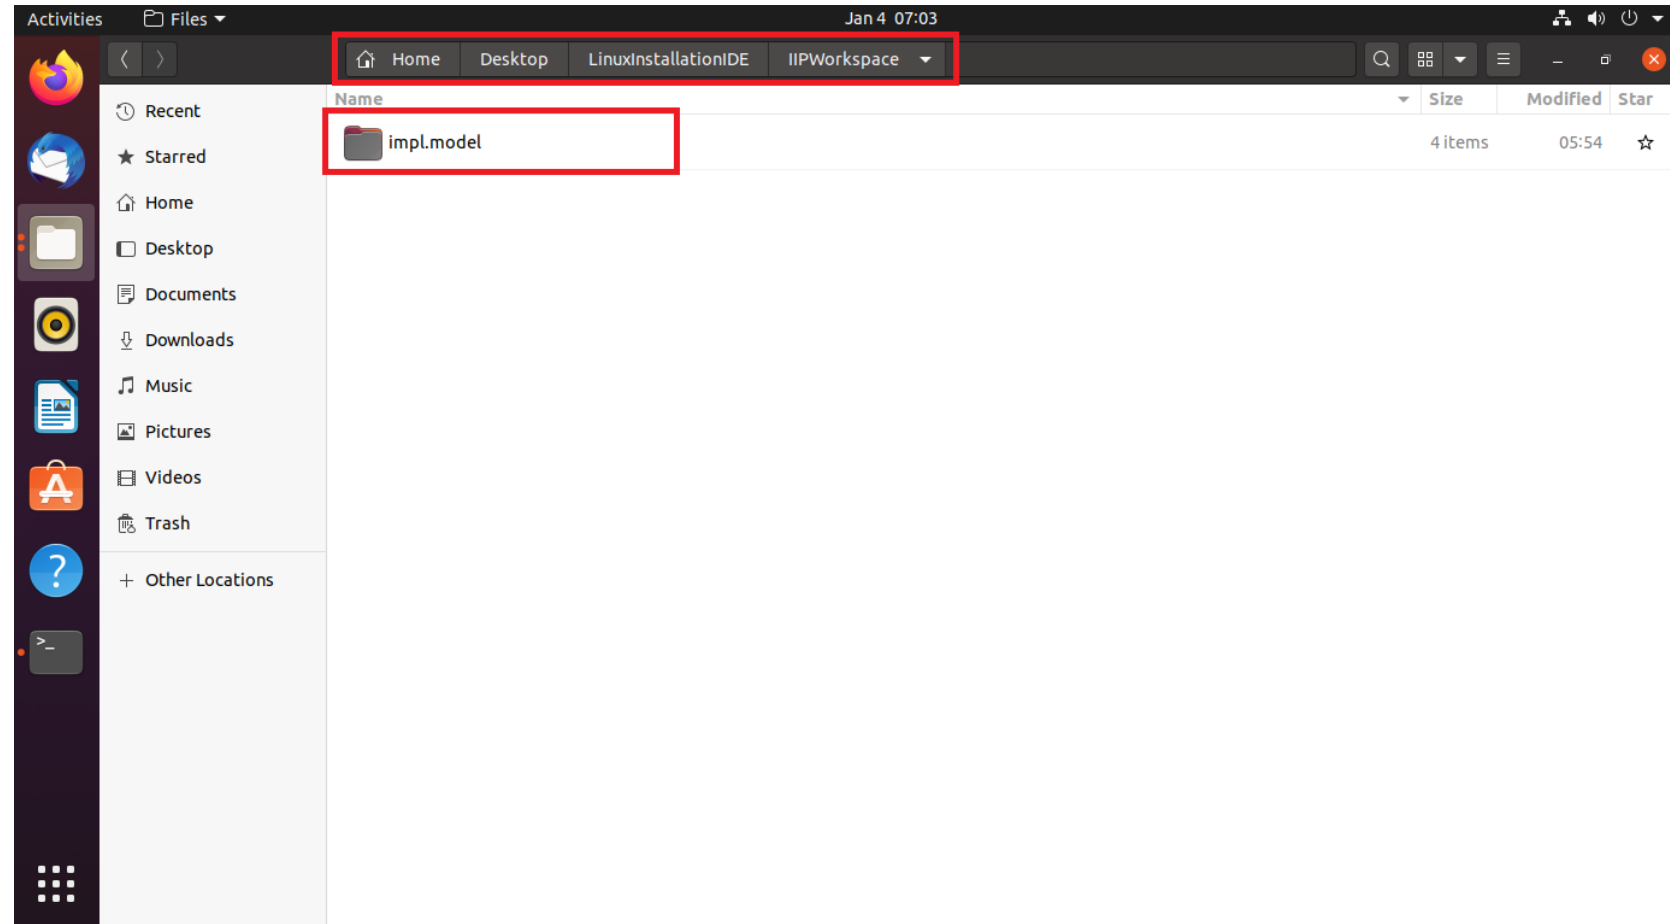 Activities Files Jan 4 07:03
Home Desktop LinuxInstallationIDE IIPWorkspace
Name Size Modified Star
impl.model 4 items 05:54
Recent
Starred
Home
Desktop
Documents
Downloads
Music
Pictures
Videos
Trash
+ Other Locations